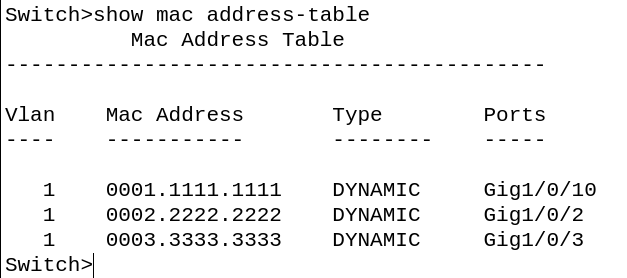 Switch>show mac address-table
          Mac Address Table
-------------------------------------------

Vlan    Mac Address       Type        Ports
----    -----------       --------    -----

   1    0001.1111.1111    DYNAMIC     Gig1/0/10
   1    0002.2222.2222    DYNAMIC     Gig1/0/2
   1    0003.3333.3333    DYNAMIC     Gig1/0/3
Switch>